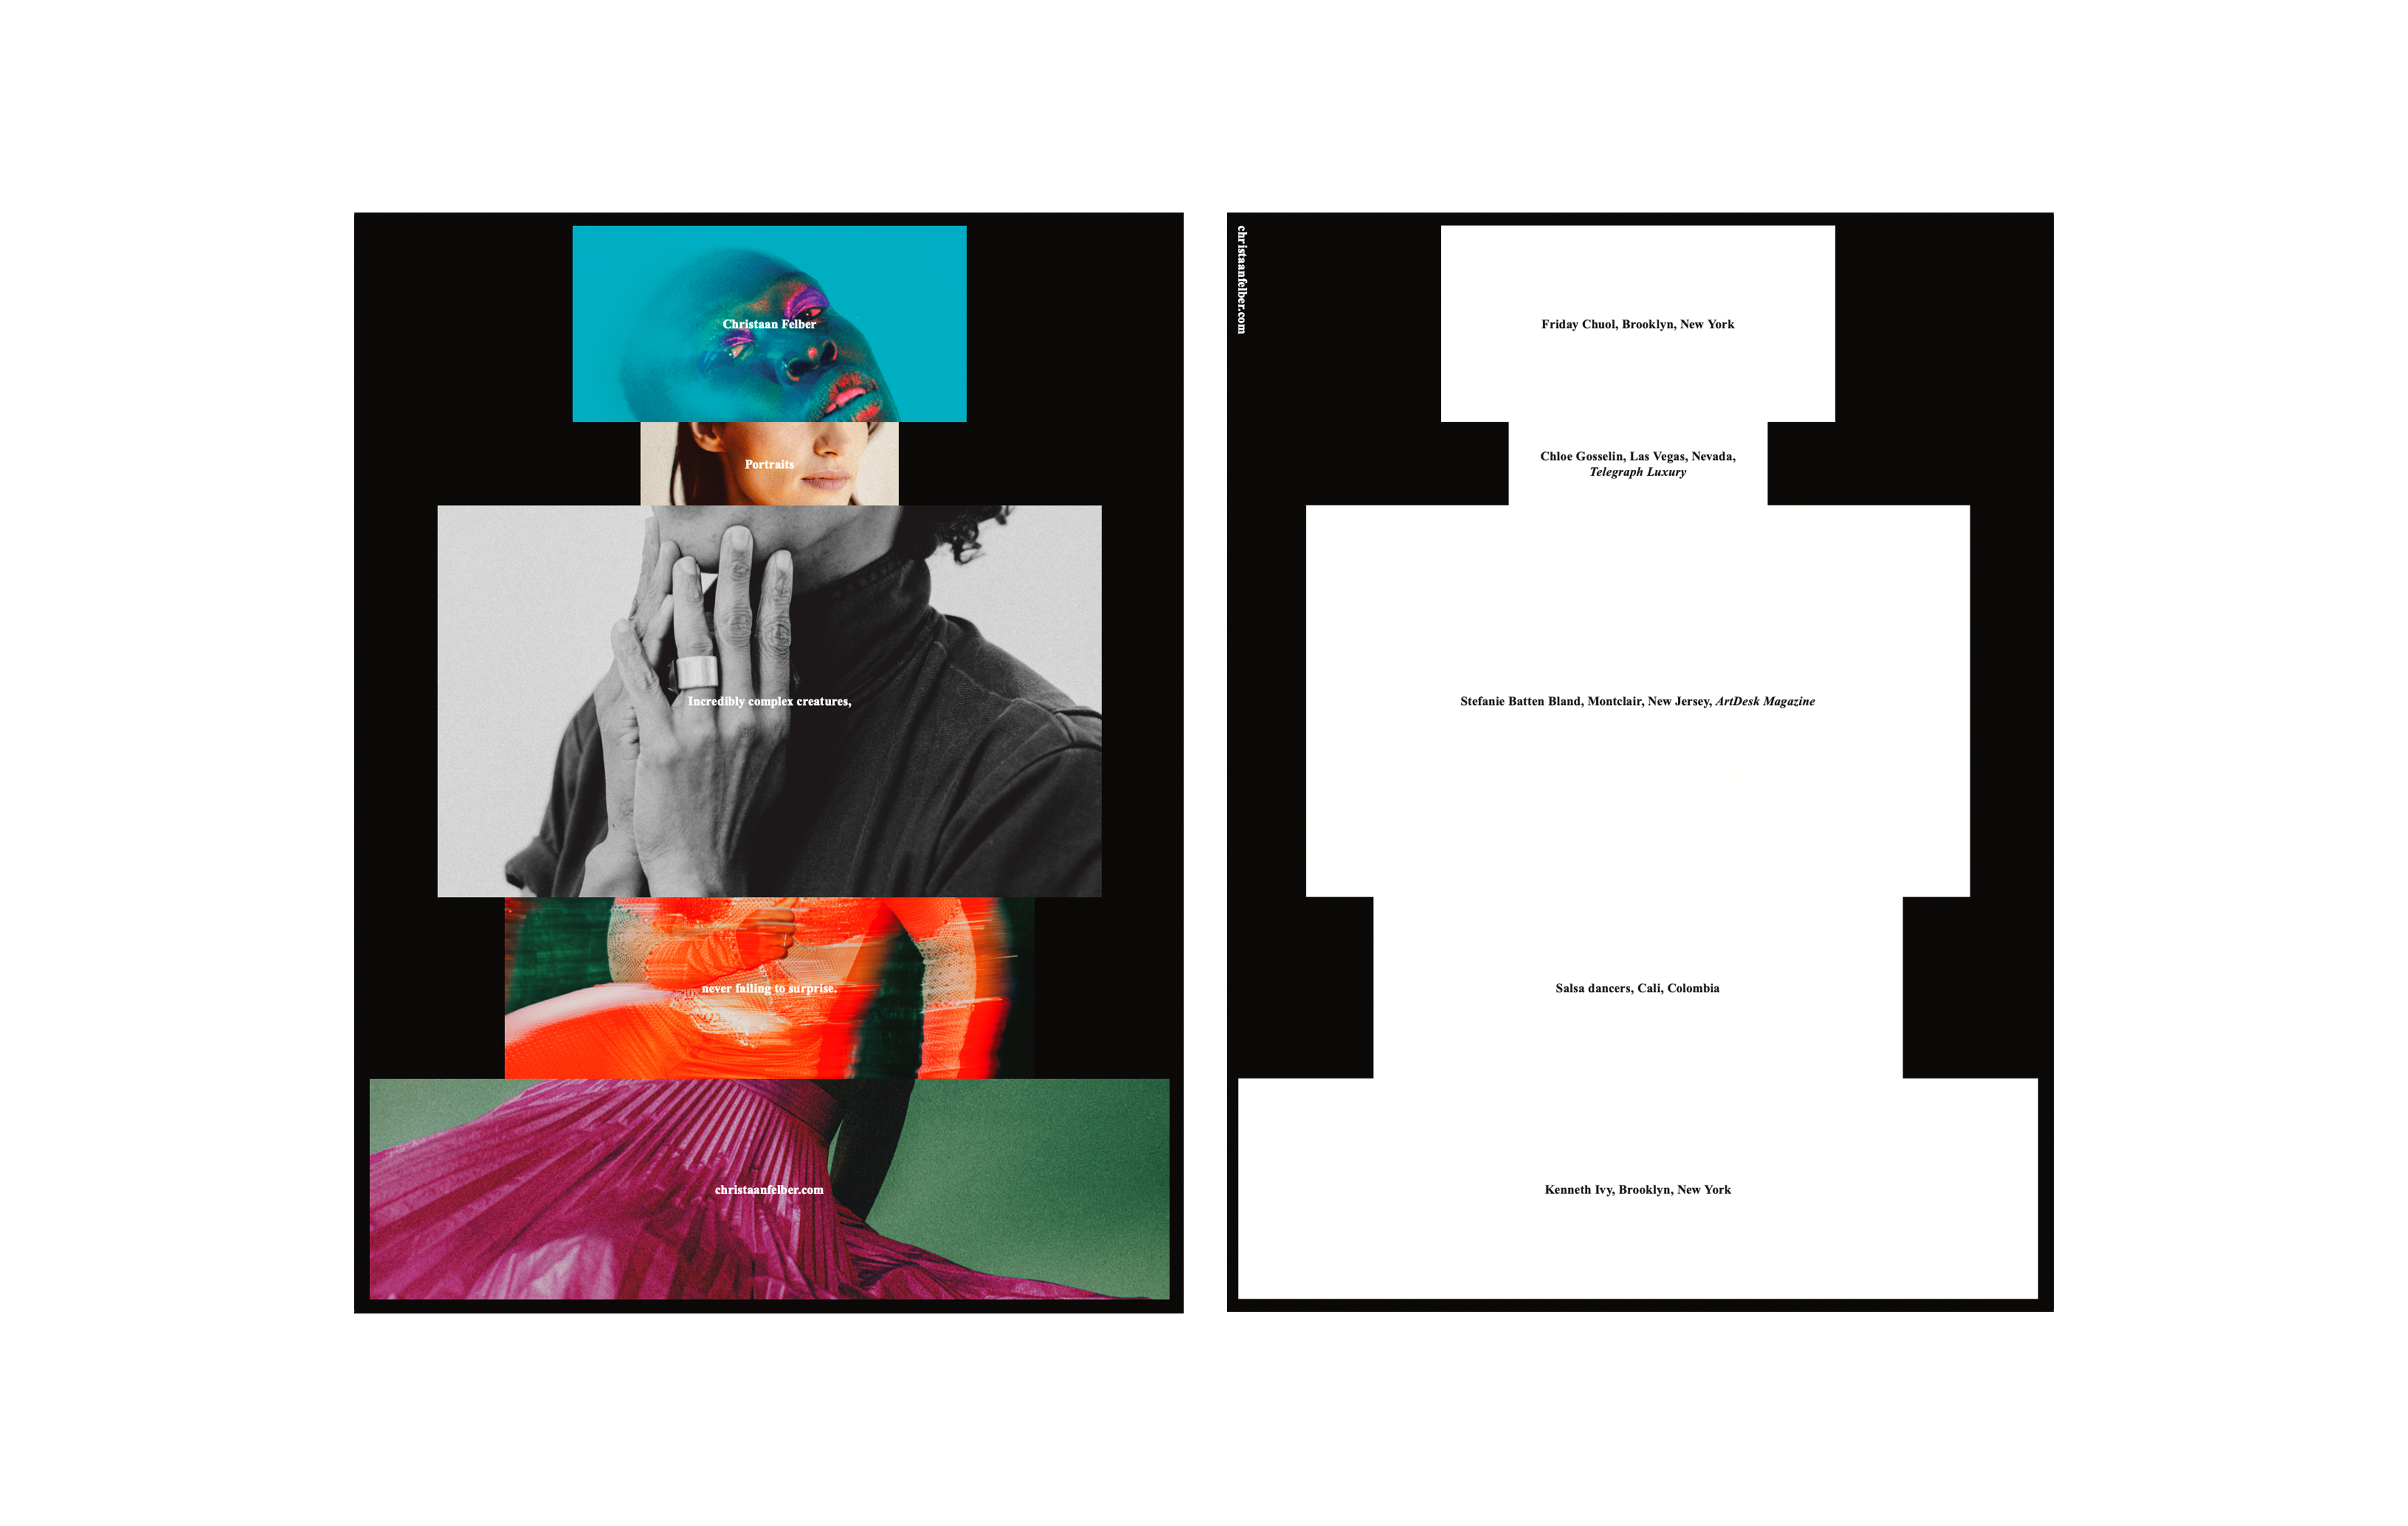 Christaan Felber
Portraits
Incredibly complex creatures,
never failing to surprise.
christaanfelber.com
christaanfelber.com
Friday Chuol, Brooklyn, New York
Chloe Gosselin, Las Vegas, Nevada,
Telegraph Luxury
Stefanie Batten Bland, Montclair, New Jersey, ArtDesk Magazine
Salsa dancers, Cali, Colombia
Kenneth Ivy, Brooklyn, New York